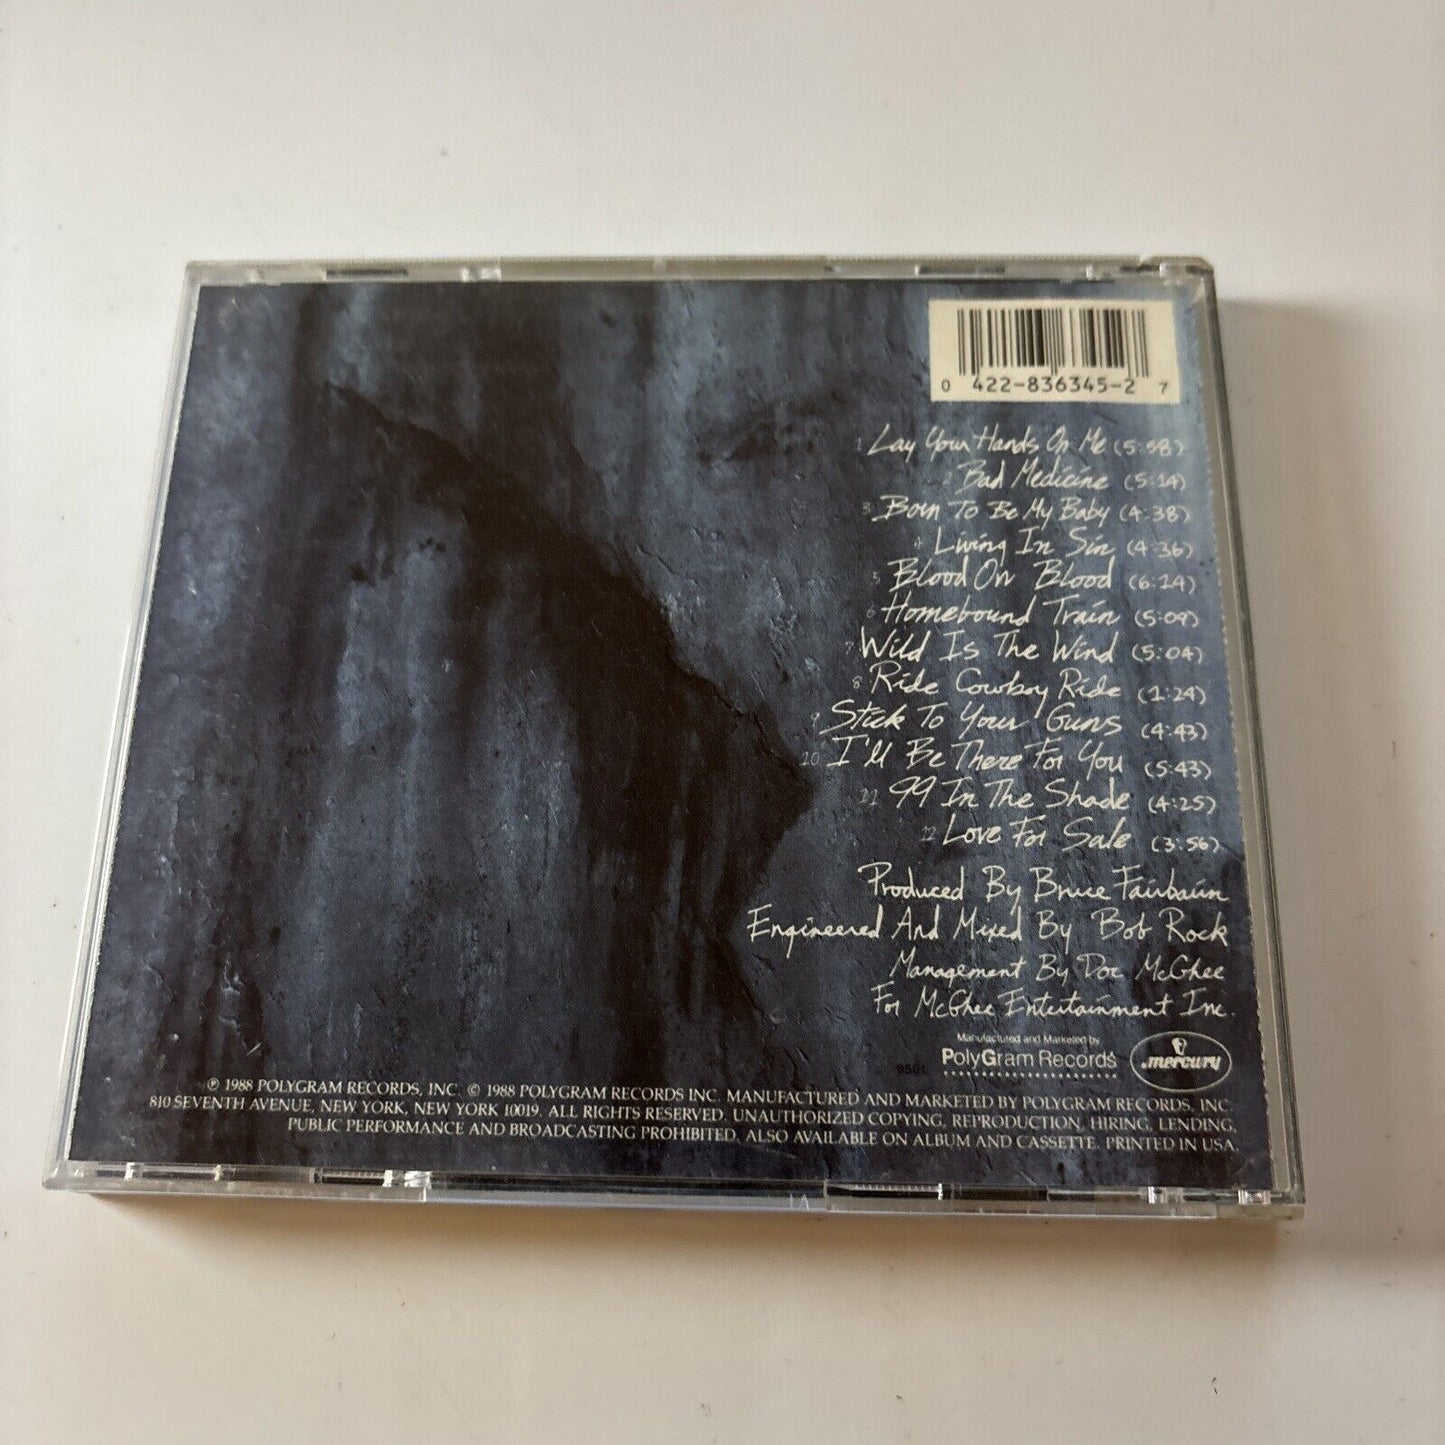 0 422-836345-2 7
1 Lay Your Hands On Me (5:58)
2 Bad Medicine (5:14)
3 Born To Be My Baby (4:38)
4 Living In Sin (4:36)
5 Blood On Blood (6:14)
6 Homebound Train (5:09)
7 Wild Is The Wind (5:04)
8 Ride Cowboy Ride (1:24)
9 Stick To Your Guns (4:43)
10 I'll Be There For You (5:43)
11 99 In The Shade (4:25)
12 Love For Sale (3:56)
Produced By Bruce Fairbairn
Engineered And Mixed By Bob Rock
Management By Doc McGhee
For McGhee Entertainment Inc.
Manufactured and Marketed by
PolyGram Records
mercury
℗ 1988 POLYGRAM RECORDS, INC. © 1988 POLYGRAM RECORDS INC. MANUFACTURED AND MARKETED BY POLYGRAM RECORDS, INC.
810 SEVENTH AVENUE, NEW YORK, NEW YORK 10019. ALL RIGHTS RESERVED. UNAUTHORIZED COPYING, REPRODUCTION, HIRING, LENDING,
PUBLIC PERFORMANCE AND BROADCASTING PROHIBITED. ALSO AVAILABLE ON ALBUM AND CASSETTE. PRINTED IN USA.